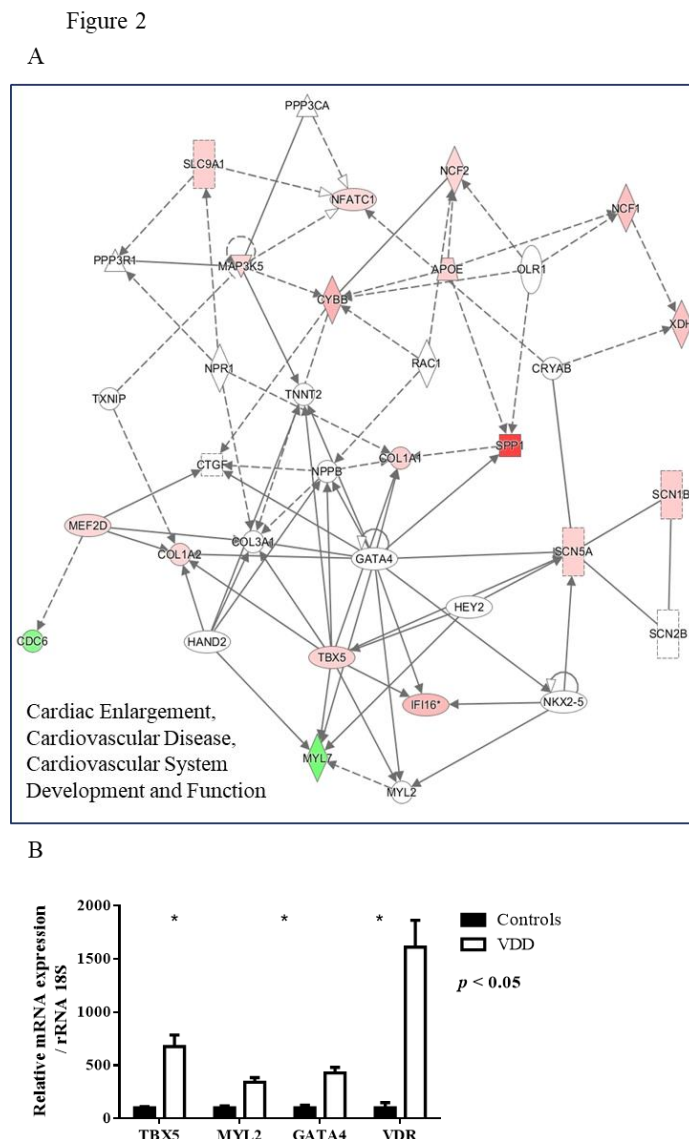 Figure 2
A
PPP3CA
SLC9A1
NCF2
NFATC1
NCF1
PPP3R1
MAP3K5
APOE
OLR1
CYBB
XDH
NPR1
RAC1
CRYAB
TXNIP
TNNT2
SPP1
CTGF
NPPB
COL1A1
SCN1B
MEF2D
COL1A2
COL3A1
GATA4
SCN5A
HEY2
CDC6
HAND2
SCN2B
TBX5
IFI16*
NKX2-5
Cardiac Enlargement,
Cardiovascular Disease,
Cardiovascular System
Development and Function
MYL7
MYL2
B
Relative mRNA expression
/ rRNA 18S
2000
1500
1000
500
0
* * *
Controls
VDD
p < 0.05
TBX5 MYL2 GATA4 VDR